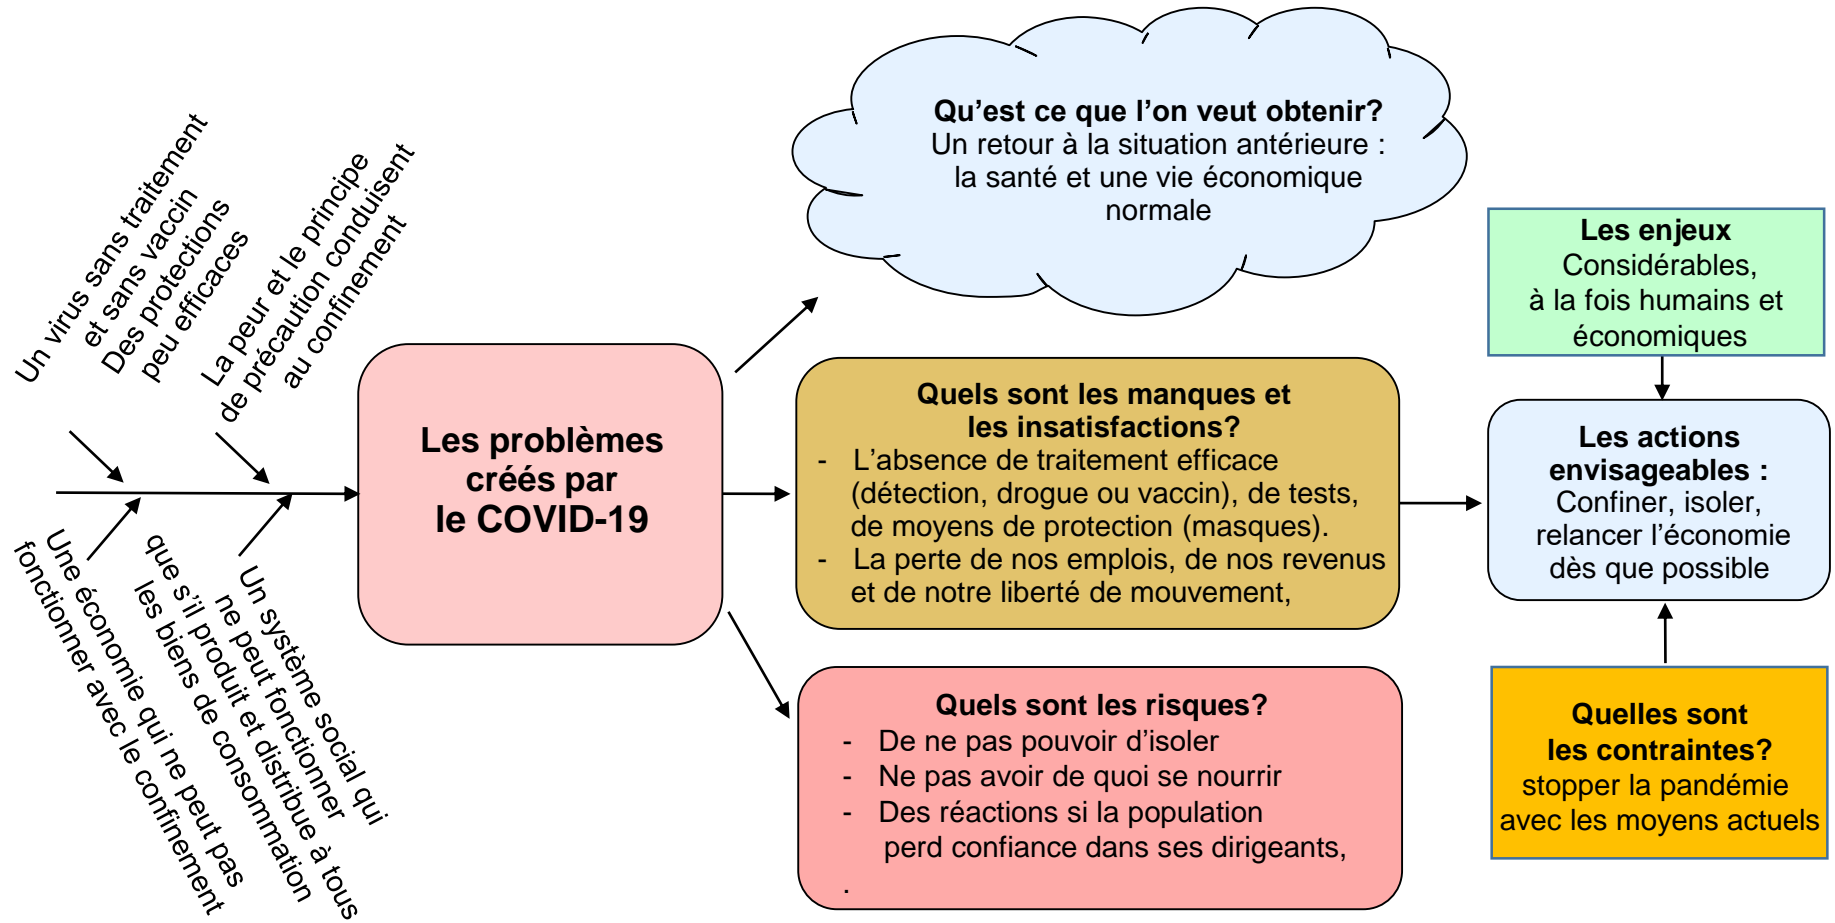 Un virus sans traitement
et sans vaccin
Des protections
peu efficaces
La peur et le principe
de précaution conduisent
au confinement
Une économie qui ne peut pas
fonctionner avec le confinement
Un système social qui
ne peut fonctionner
que s'il produit et distribue à tous
les biens de consommation
Les problèmes
créés par
le COVID-19
Qu'est ce que l'on veut obtenir?
Un retour à la situation antérieure :
la santé et une vie économique
normale
Quels sont les manques et
les insatisfactions?
- L'absence de traitement efficace
(détection, drogue ou vaccin), de tests,
de moyens de protection (masques).
- La perte de nos emplois, de nos revenus
et de notre liberté de mouvement,
Quels sont les risques?
- De ne pas pouvoir d'isoler
- Ne pas avoir de quoi se nourrir
- Des réactions si la population
perd confiance dans ses dirigeants,
.
Les enjeux
Considérables,
à la fois humains et
économiques
Les actions
envisageables :
Confiner, isoler,
relancer l'économie
dès que possible
Quelles sont
les contraintes?
stopper la pandémie
avec les moyens actuels